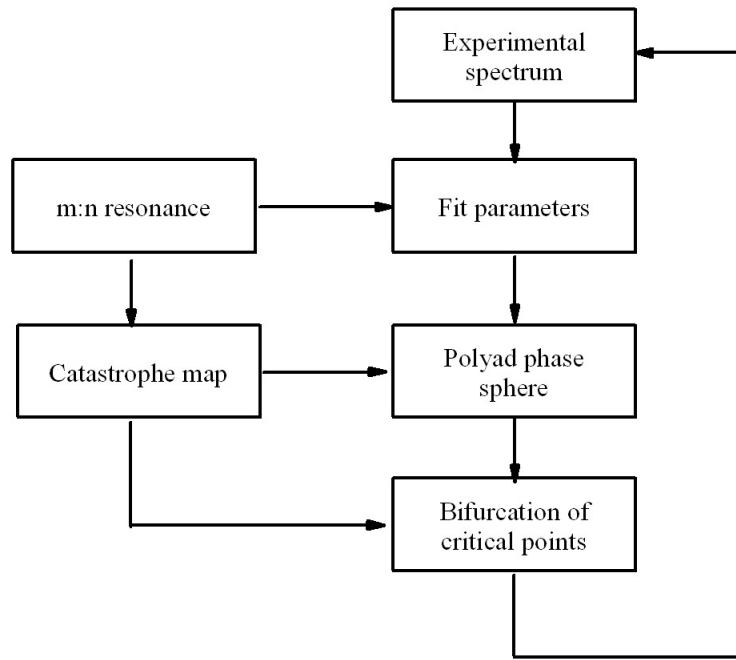 Experimental
spectrum
m:n resonance
Fit parameters
Catastrophe map
Polyad phase
sphere
Bifurcation of
critical points